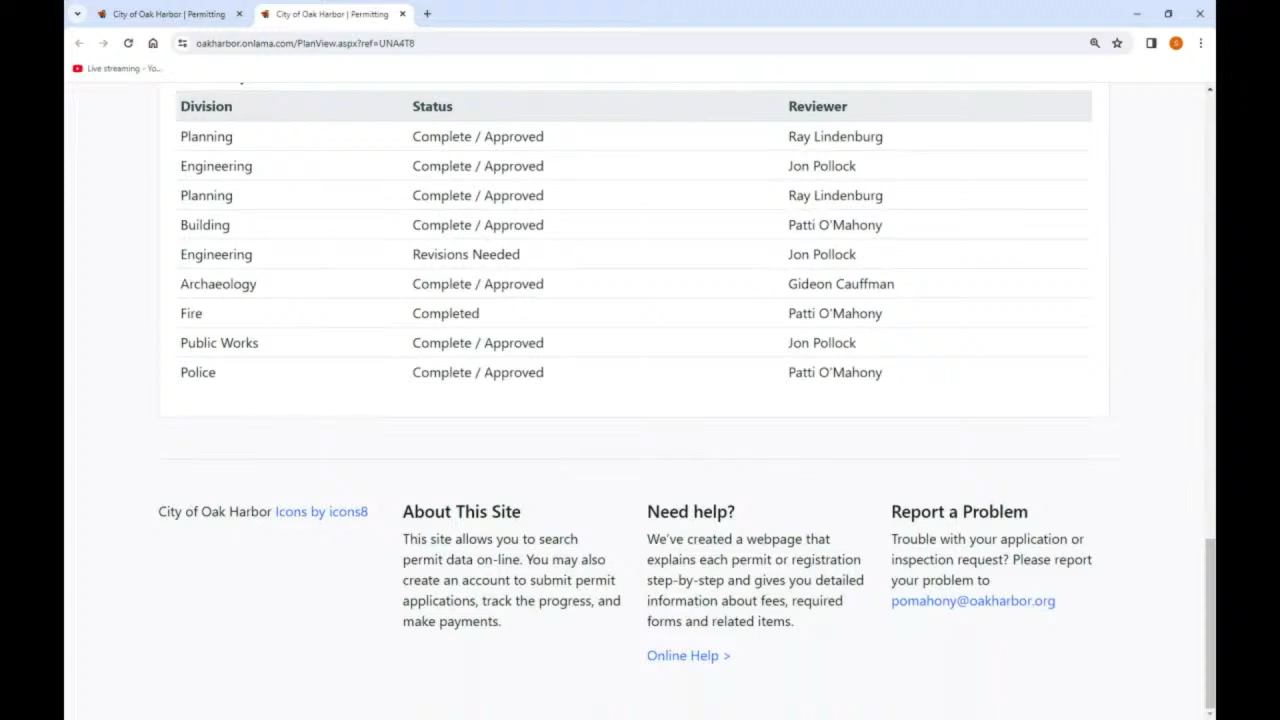 City of Oak Harbor | Permitting
City of Oak Harbor | Permitting
oakharbor.onlama.com/PlanView.aspx?ref=UNA4T8
S
Live streaming - Yo...
Division Status Reviewer
Planning Complete / Approved Ray Lindenburg
Engineering Complete / Approved Jon Pollock
Planning Complete / Approved Ray Lindenburg
Building Complete / Approved Patti O'Mahony
Engineering Revisions Needed Jon Pollock
Archaeology Complete / Approved Gideon Cauffman
Fire Completed Patti O'Mahony
Public Works Complete / Approved Jon Pollock
Police Complete / Approved Patti O'Mahony
City of Oak Harbor Icons by icons8
About This Site
This site allows you to search
permit data on-line. You may also
create an account to submit permit
applications, track the progress, and
make payments.
Need help?
We've created a webpage that
explains each permit or registration
step-by-step and gives you detailed
information about fees, required
forms and related items.
Online Help >
Report a Problem
Trouble with your application or
inspection request? Please report
your problem to
pomahony@oakharbor.org